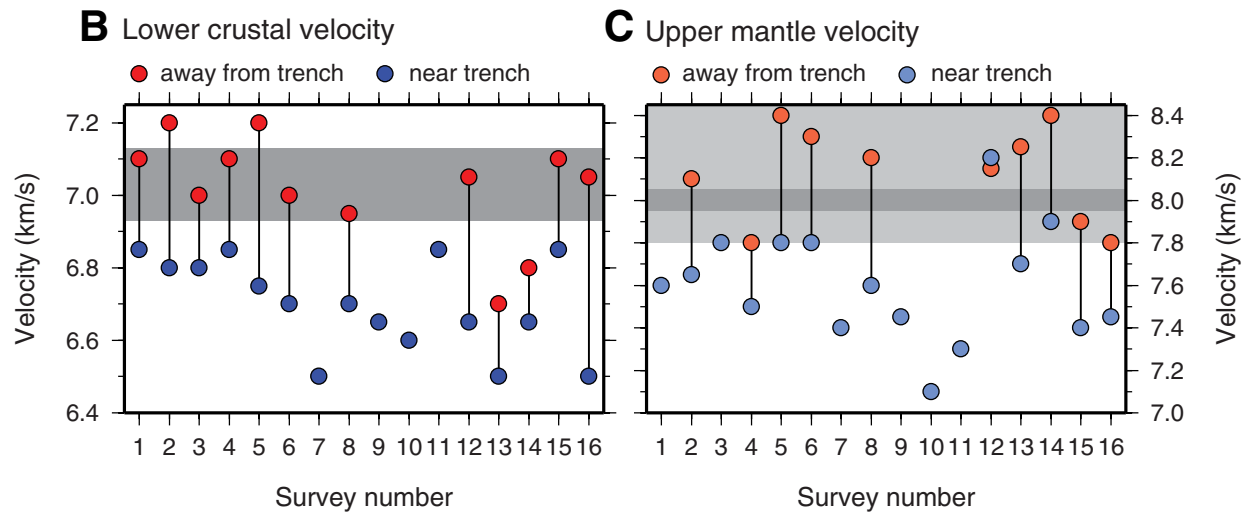 B Lower crustal velocity
away from trench near trench
7.2
7.0
6.8
6.6
6.4
Velocity (km/s)
1 2 3 4 5 6 7 8 9 10 11 12 13 14 15 16
Survey number
C Upper mantle velocity
away from trench near trench
8.4
8.2
8.0
7.8
7.6
7.4
7.2
7.0
Velocity (km/s)
1 2 3 4 5 6 7 8 9 10 11 12 13 14 15 16
Survey number